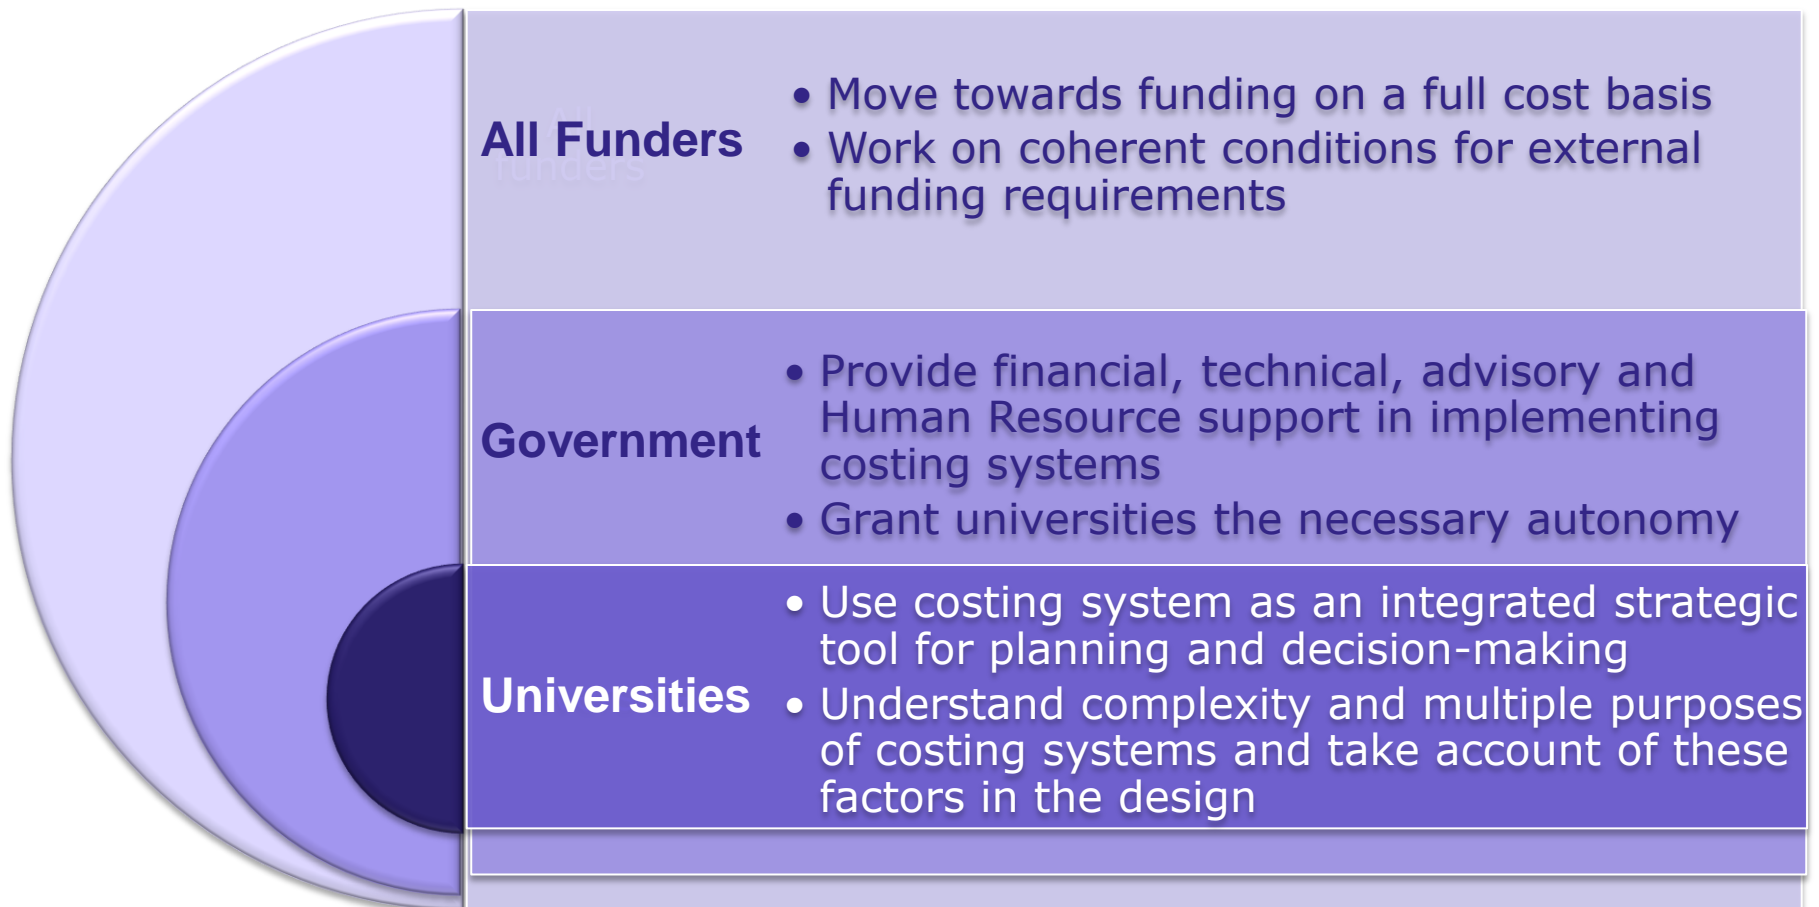 All Funders
All
funders
• Move towards funding on a full cost basis
• Work on coherent conditions for external
funding requirements
Government
• Provide financial, technical, advisory and
Human Resource support in implementing
costing systems
• Grant universities the necessary autonomy
Universities
• Use costing system as an integrated strategic
tool for planning and decision-making
• Understand complexity and multiple purposes
of costing systems and take account of these
factors in the design